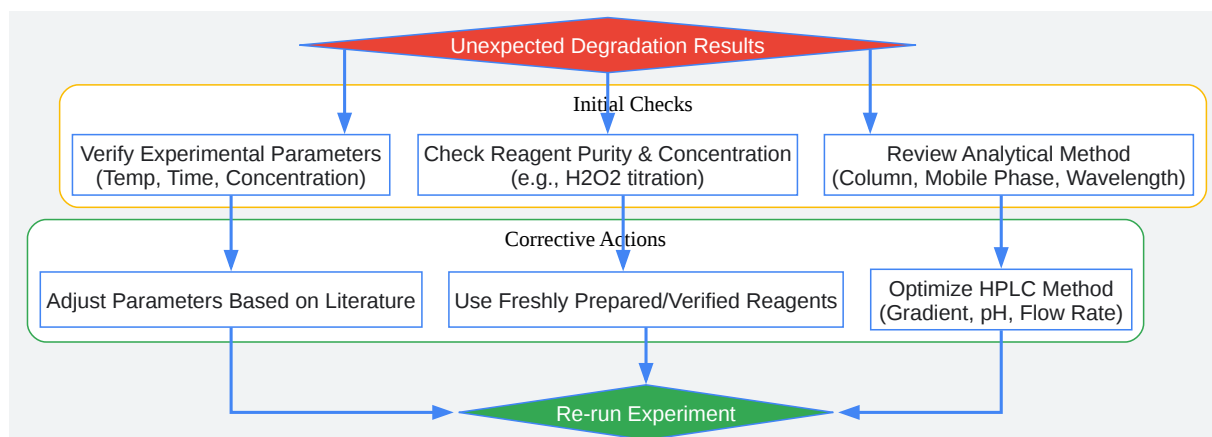 Unexpected Degradation Results
Initial Checks
Verify Experimental Parameters
(Temp, Time, Concentration)
Check Reagent Purity & Concentration
(e.g., H2O2 titration)
Review Analytical Method
(Column, Mobile Phase, Wavelength)
Corrective Actions
Adjust Parameters Based on Literature
Use Freshly Prepared/Verified Reagents
Optimize HPLC Method
(Gradient, pH, Flow Rate)
Re-run Experiment